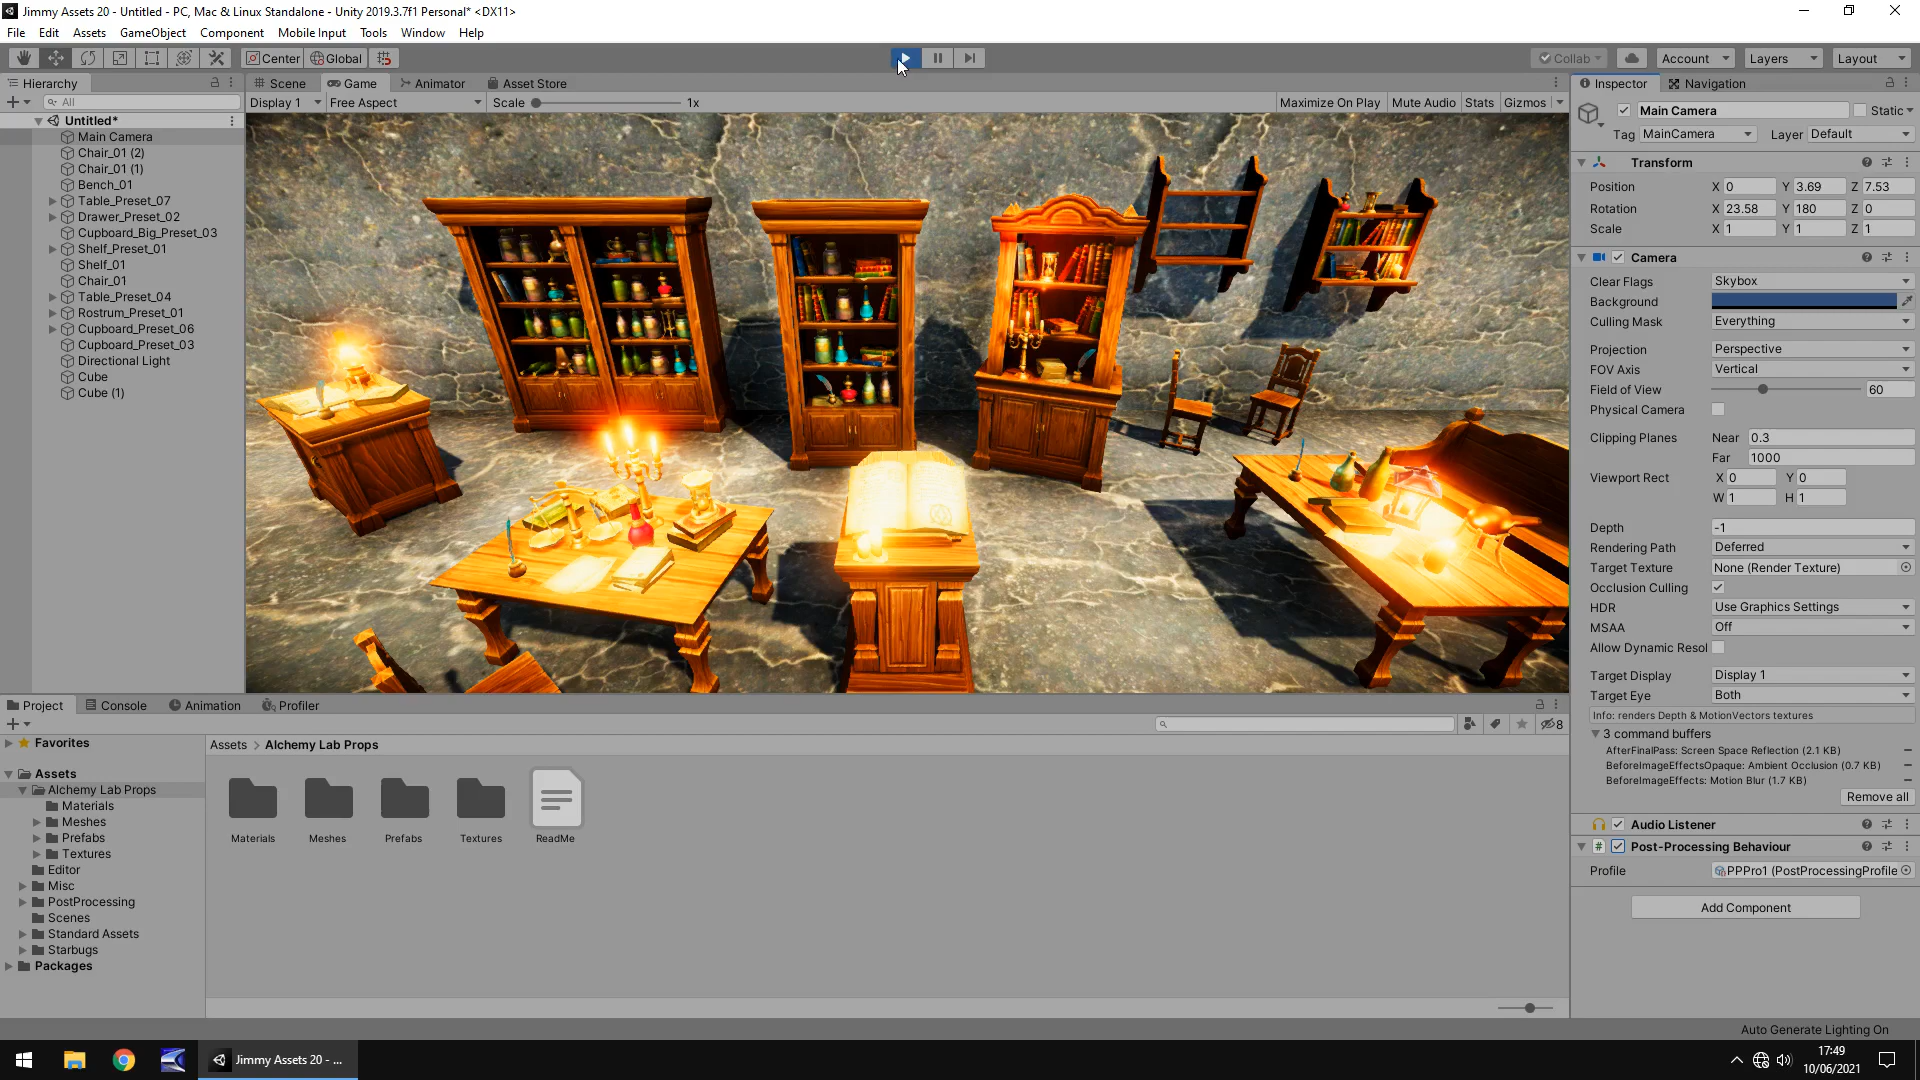 Jimmy Assets 20 - Untitled - PC, Mac & Linux Standalone - Unity 2019.3.7f1 Personal* <DX11>
File Edit Assets GameObject Component Mobile Input Tools Window Help
Center Global Collab Account Layers Layout
Hierarchy
All
Untitled*
Main Camera
Chair_01 (2)
Chair_01 (1)
Bench_01
Table_Preset_07
Drawer_Preset_02
Cupboard_Big_Preset_03
Shelf_Preset_01
Shelf_01
Chair_01
Table_Preset_04
Rostrum_Preset_01
Cupboard_Preset_06
Cupboard_Preset_03
Directional Light
Cube
Cube (1)
Scene Game Animator Asset Store
Display 1 Free Aspect Scale 1x Maximize On Play Mute Audio Stats Gizmos
Inspector Navigation
Main Camera Static
Tag MainCamera Layer Default
Transform
Position X 0 Y 3.69 Z 7.53
Rotation X 23.58 Y 180 Z 0
Scale X 1 Y 1 Z 1
Camera
Clear Flags Skybox
Background
Culling Mask Everything
Projection Perspective
FOV Axis Vertical
Field of View 60
Physical Camera
Clipping Planes Near 0.3
Far 1000
Viewport Rect X 0 Y 0
W 1 H 1
Depth -1
Rendering Path Deferred
Target Texture None (Render Texture)
Occlusion Culling
HDR Use Graphics Settings
MSAA Off
Allow Dynamic Resol
Target Display Display 1
Target Eye Both
Info: renders Depth & MotionVectors textures
3 command buffers
AfterFinalPass: Screen Space Reflection (2.1 KB)
BeforeImageEffectsOpaque: Ambient Occlusion (0.7 KB)
BeforeImageEffects: Motion Blur (1.7 KB)
Remove all
Audio Listener
Post-Processing Behaviour
Profile PPPro1 (PostProcessingProfile
Add Component
Project Console Animation Profiler
8
Favorites
Assets
Alchemy Lab Props
Materials
Meshes
Prefabs
Textures
Editor
Misc
PostProcessing
Scenes
Standard Assets
Starbugs
Packages
Assets > Alchemy Lab Props
Materials Meshes Prefabs Textures ReadMe
Auto Generate Lighting On
Jimmy Assets 20 - ...
17:49
10/06/2021